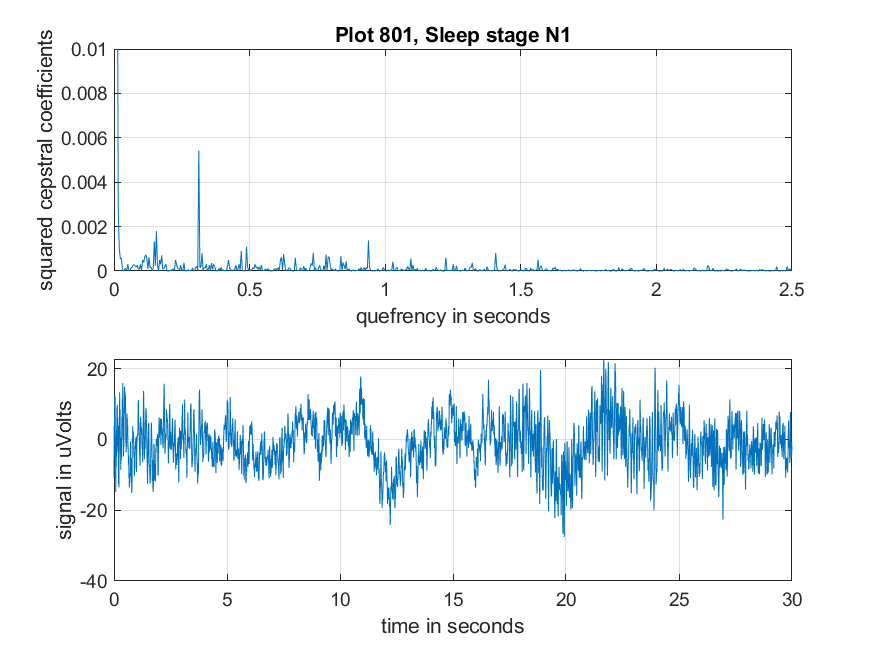 Plot 801, Sleep stage N1
squared cepstral coefficients
0.01
0.008
0.006
0.004
0.002
0
0 0.5 1 1.5 2 2.5
quefrency in seconds
signal in uVolts
20
0
-20
-40
0 5 10 15 20 25 30
time in seconds